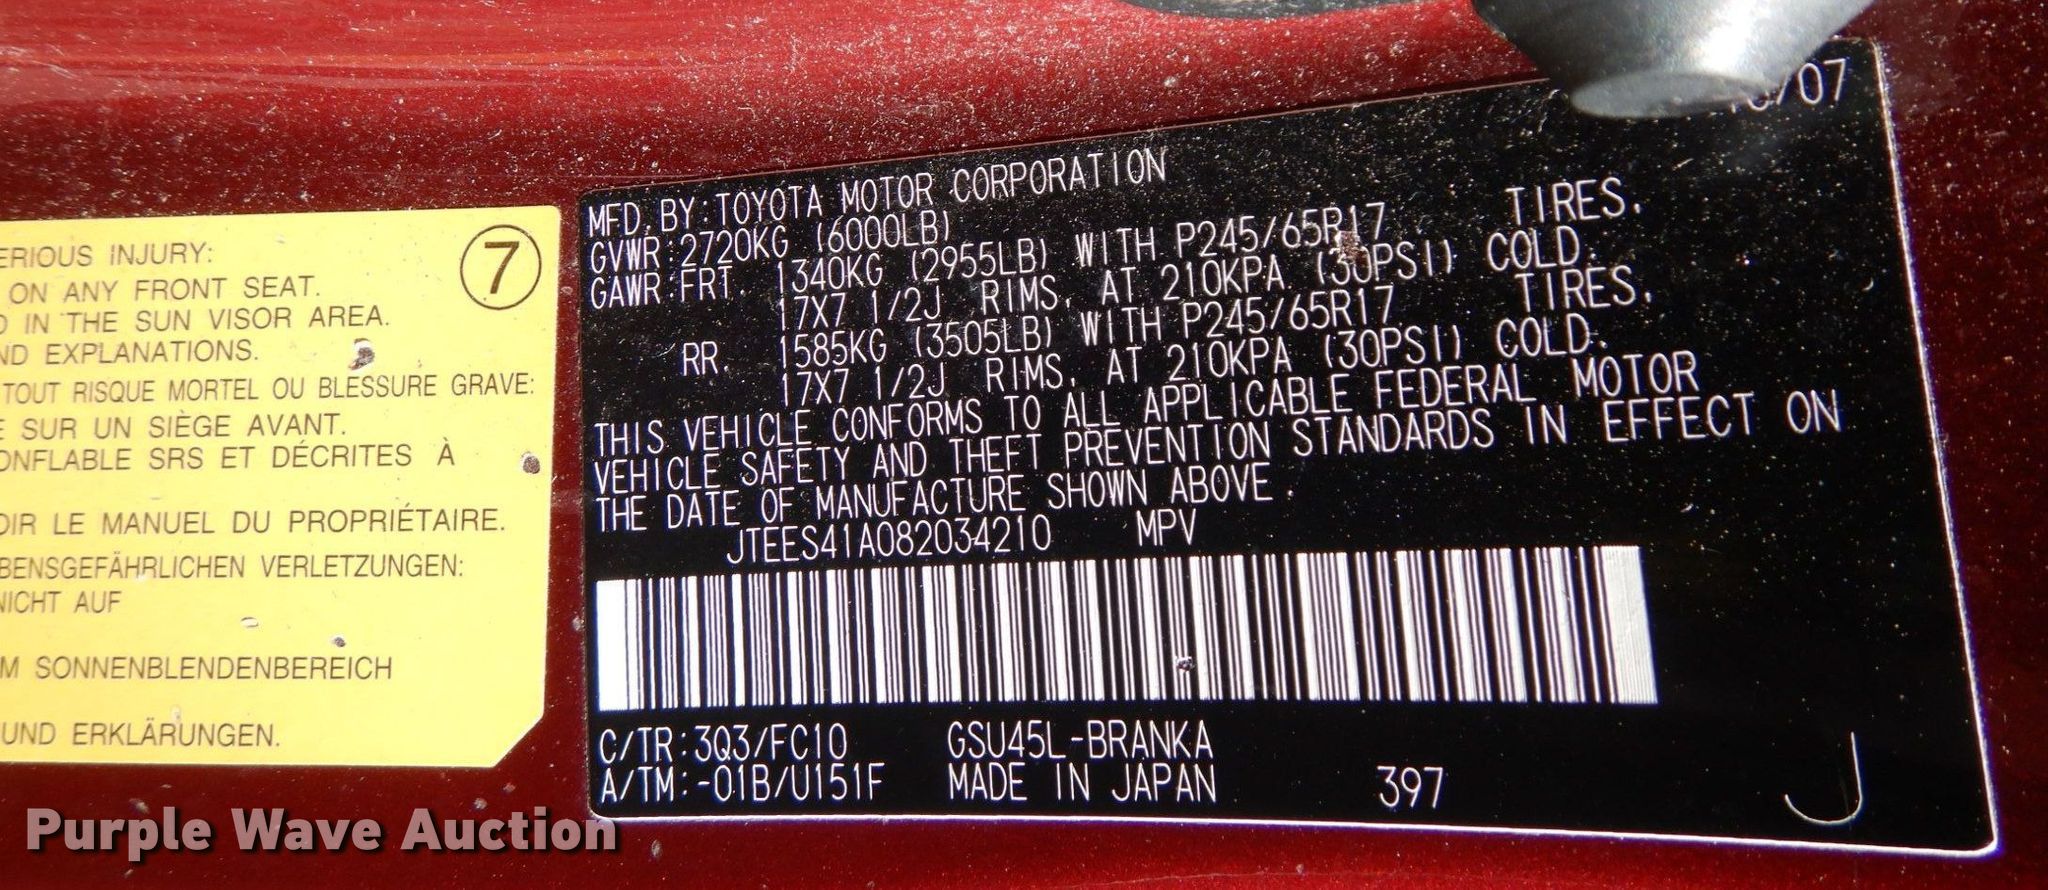 ERIOUS INJURY:
7
ON ANY FRONT SEAT.
IN THE SUN VISOR AREA.
ND EXPLANATIONS.
TOUT RISQUE MORTEL OU BLESSURE GRAVE:
SUR UN SIÈGE AVANT.
ONFLABLE SRS ET DÉCRITES À
OIR LE MANUEL DU PROPRIÉTAIRE.
BENSGEFÄHRLICHEN VERLETZUNGEN:
NICHT AUF
M SONNENBLENDENBEREICH
UND ERKLÄRUNGEN.
/07
MFD. BY: TOYOTA MOTOR CORPORATION
GVWR: 2720KG (6000LB)
GAWR: FRT. 1340KG (2955LB) WITH P245/65R17 TIRES.
17X7 1/2J RIMS. AT 210KPA (30PSI) COLD.
RR. 1585KG (3505LB) WITH P245/65R17 TIRES.
17X7 1/2J RIMS. AT 210KPA (30PSI) COLD.
THIS VEHICLE CONFORMS TO ALL APPLICABLE FEDERAL MOTOR
VEHICLE SAFETY AND THEFT PREVENTION STANDARDS IN EFFECT ON
THE DATE OF MANUFACTURE SHOWN ABOVE.
JTEES41A082034210 MPV
C/TR: 3Q3/FC10 GSU45L-BRANKA
A/TM: -01B/U151F MADE IN JAPAN 397 J
Purple Wave Auction